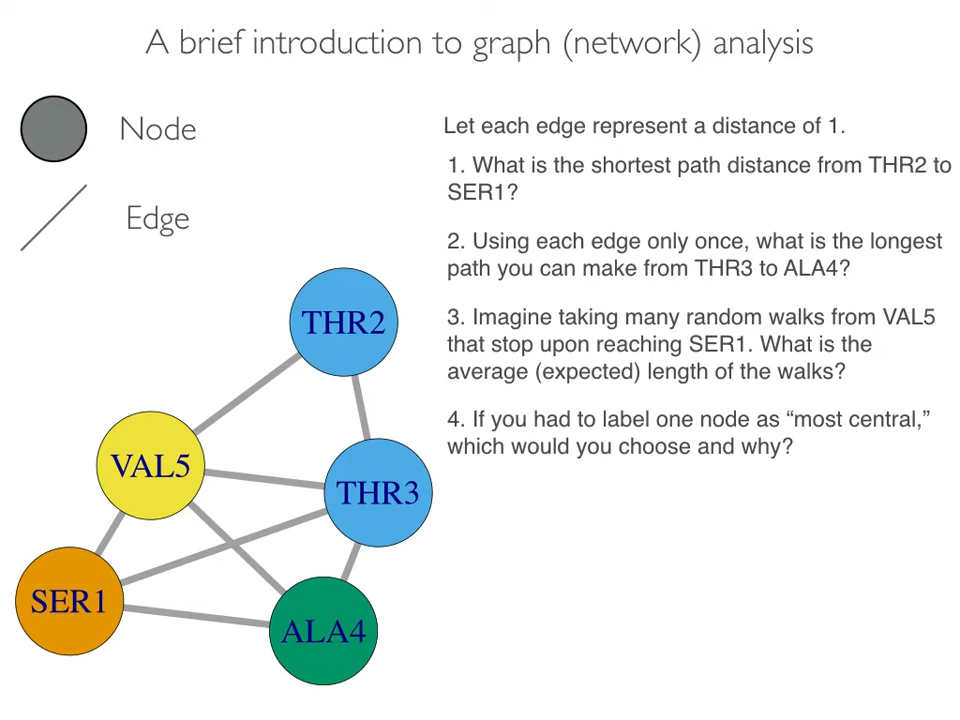 A brief introduction to graph (network) analysis
Node
Edge
Let each edge represent a distance of 1.
1. What is the shortest path distance from THR2 to
SER1?
2. Using each edge only once, what is the longest
path you can make from THR3 to ALA4?
3. Imagine taking many random walks from VAL5
that stop upon reaching SER1. What is the
average (expected) length of the walks?
4. If you had to label one node as “most central,”
which would you choose and why?
THR2
VAL5
THR3
SER1
ALA4